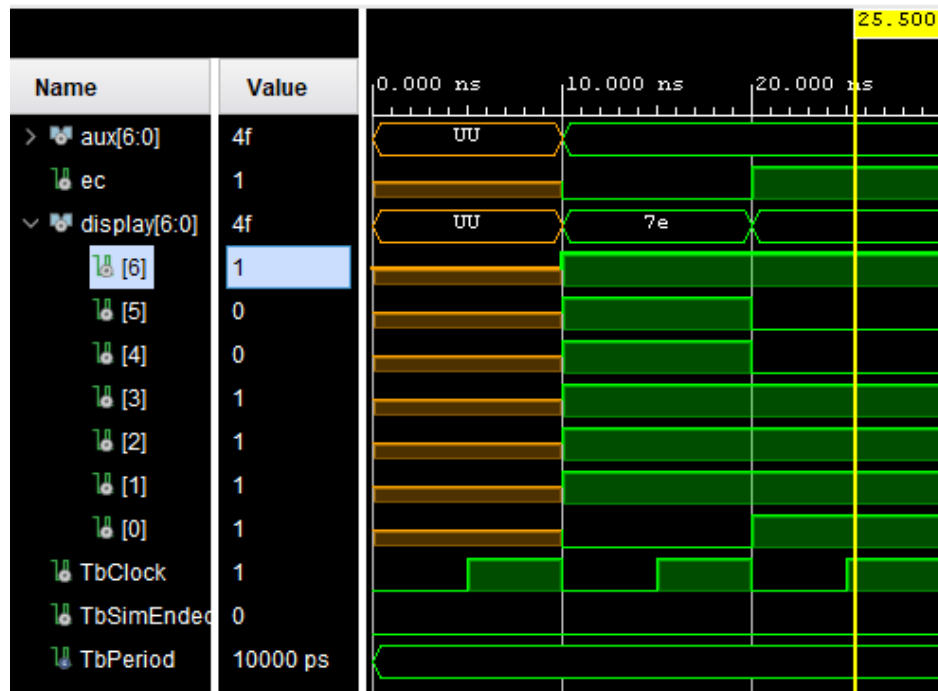 25.500
Name Value 0.000 ns 10.000 ns 20.000 ns
aux[6:0] 4f UU
ec 1
display[6:0] 4f UU 7e
[6] 1
[5] 0
[4] 0
[3] 1
[2] 1
[1] 1
[0] 1
TbClock 1
TbSimEnded 0
TbPeriod 10000 ps